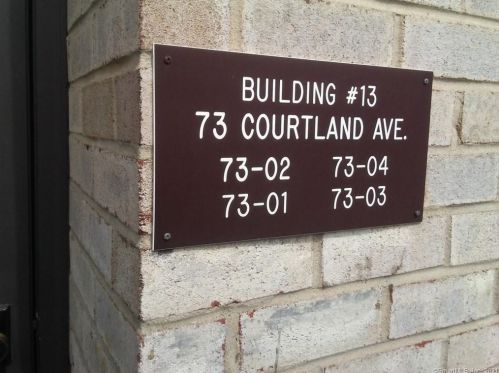 BUILDING #13
73 COURTLAND AVE.
73-02 73-04
73-01 73-03